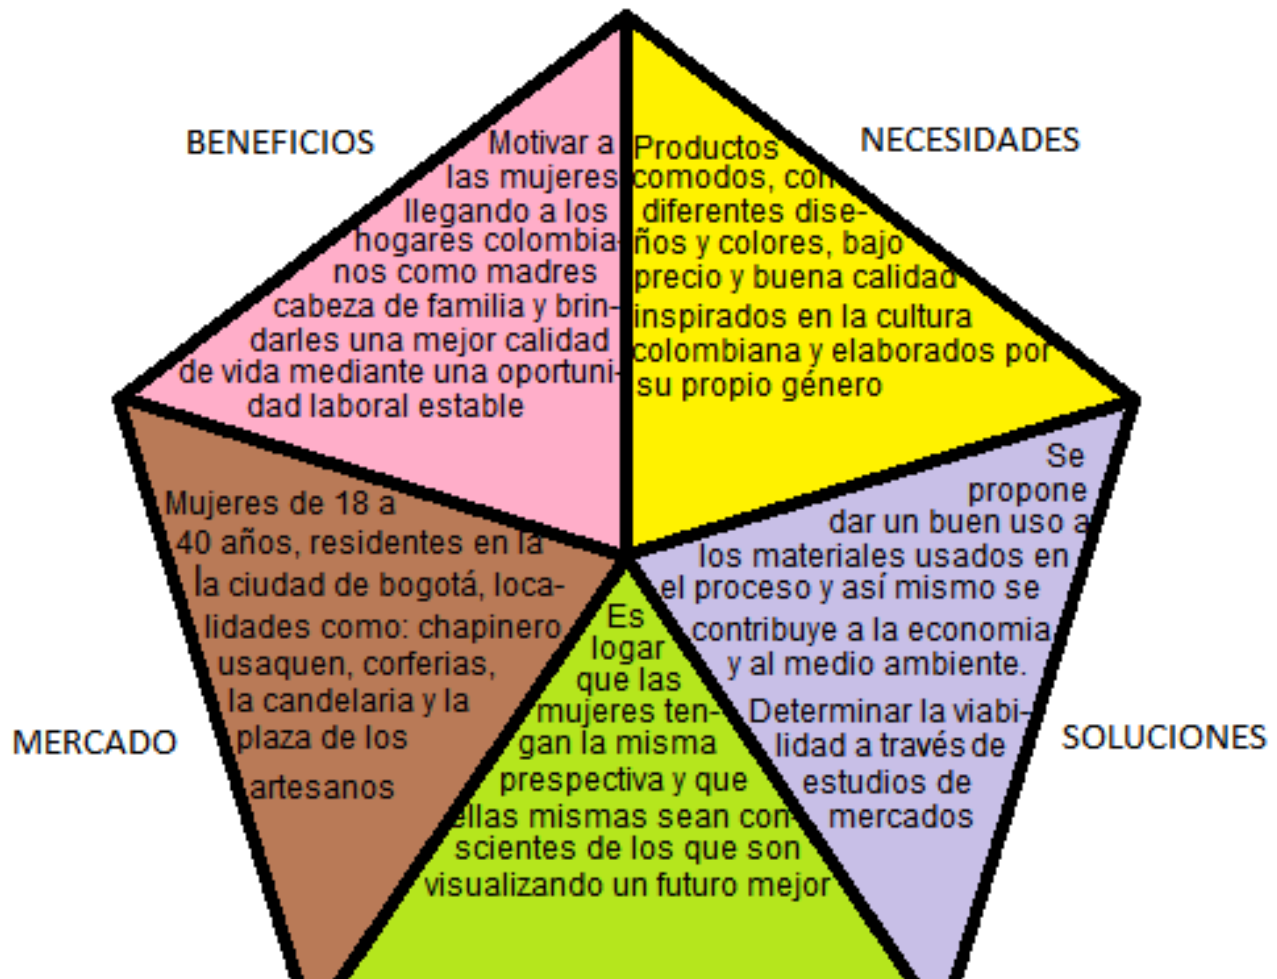 BENEFICIOS
Motivar a
las mujeres
llegando a los
hogares colombia-
nos como madres
cabeza de familia y brin-
darles una mejor calidad
de vida mediante una oportuni-
dad laboral estable
NECESIDADES
Productos
comodos, con
diferentes dise-
ños y colores, bajo
precio y buena calidad
inspirados en la cultura
colombiana y elaborados por
su propio género
MERCADO
Mujeres de 18 a
40 años, residentes en la
la ciudad de bogotá, loca-
lidades como: chapinero
usaquen, corferias,
la candelaria y la
plaza de los
artesanos
Es
logar
que las
mujeres ten-
gan la misma
prespectiva y que
ellas mismas sean con-
scientes de los que son
visualizando un futuro mejor
SOLUCIONES
Se
propone
dar un buen uso a
los materiales usados en
el proceso y así mismo se
contribuye a la economia
y al medio ambiente.
Determinar la viabi-
lidad a través de
estudios de
mercados